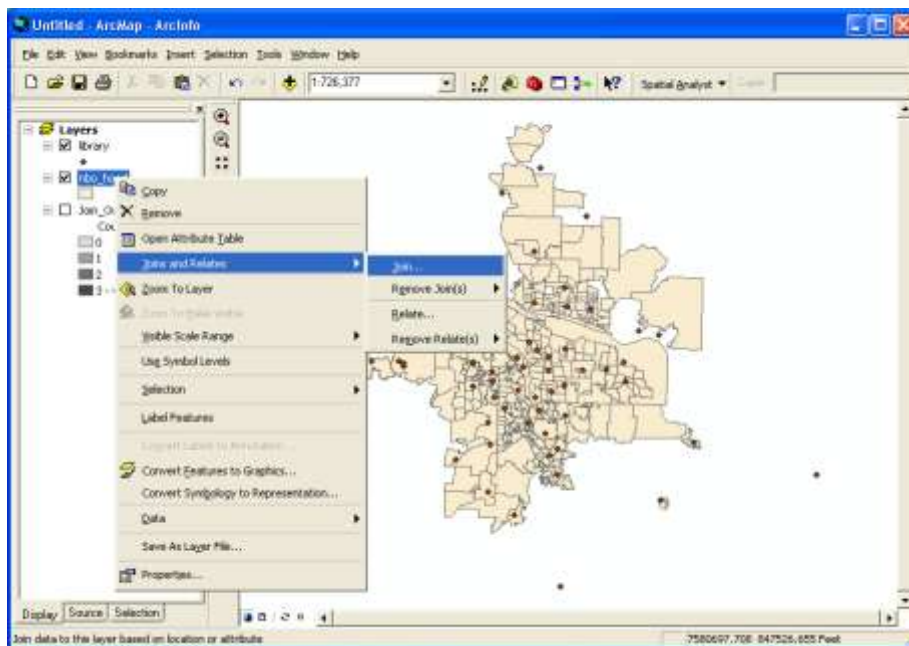 Untitled - ArcMap - ArcInfo
File Edit View Bookmarks Insert Selection Tools Window Help
1:726,377
Spatial Analyst
Layers
library
Copy
Remove
Open Attribute Table
Joins and Relates
Join...
Zoom To Layer
Remove Join(s)
Relate...
Visible Scale Range
Remove Relate(s)
Use Symbol Levels
Selection
Label Features
Convert Features to Graphics...
Convert Symbology to Representation...
Data
Save As Layer File...
Properties...
0
1
2
3
Display Source Selection
Join data to this layer based on location or attribute
7580697.708 847526.655 Feet